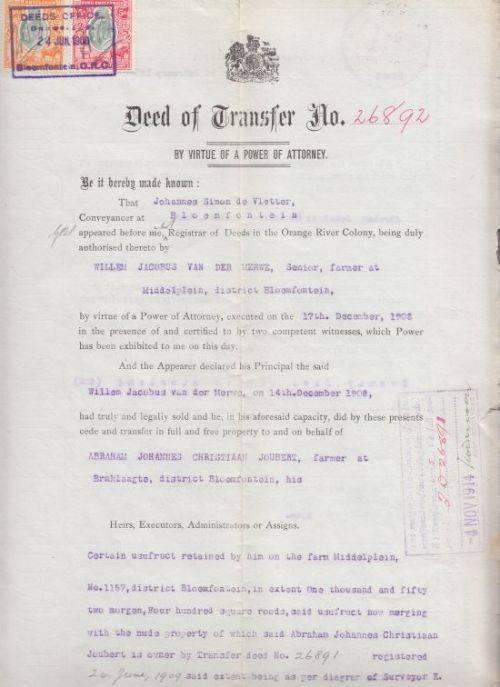 DEEDS OFFICE.
24 JUN 1909
Bloemfontein, O.R.C.
Deed of Transfer No. 26892
BY VIRTUE OF A POWER OF ATTORNEY.
Be it hereby made known:
That Johannes Simon de Vletter,
Conveyancer at Bloemfontein
appeared before me, Registrar of Deeds in the Orange River Colony, being duly
authorised thereto by
WILLEM JACOBUS VAN DER MERWE, Senior, farmer at
Middelplein, district Bloemfontein,
by virtue of a Power of Attorney, executed on the 17th. December, 1908
in the presence of and certified to by two competent witnesses, which Power
has been exhibited to me on this day.
And the Appearer declared his Principal the said
Willem Jacobus van der Merwe, on 14th.December 1908,
had truly and legally sold and he, in his aforesaid capacity, did by these presents
cede and transfer in full and free property to and on behalf of
ABRAHAM JOHANNES CHRISTIAAN JOUBERT, farmer at
Braklaagte, district Bloemfontein, his
4 NOV 1914
Heirs, Executors, Administrators or Assigns.
Certain usufruct retained by him on the farm Middelplein,
No.1157,district Bloemfontein,in extent One thousand and fifty
two morgen,Four hundred square roods,said usufruct now merging
with the nude property of which said Abraham Johannes Christiaan
Joubert is owner by Transfer deed No. 26891 registered
24 June, 1909 said extent being as per diagram of Surveyor E.